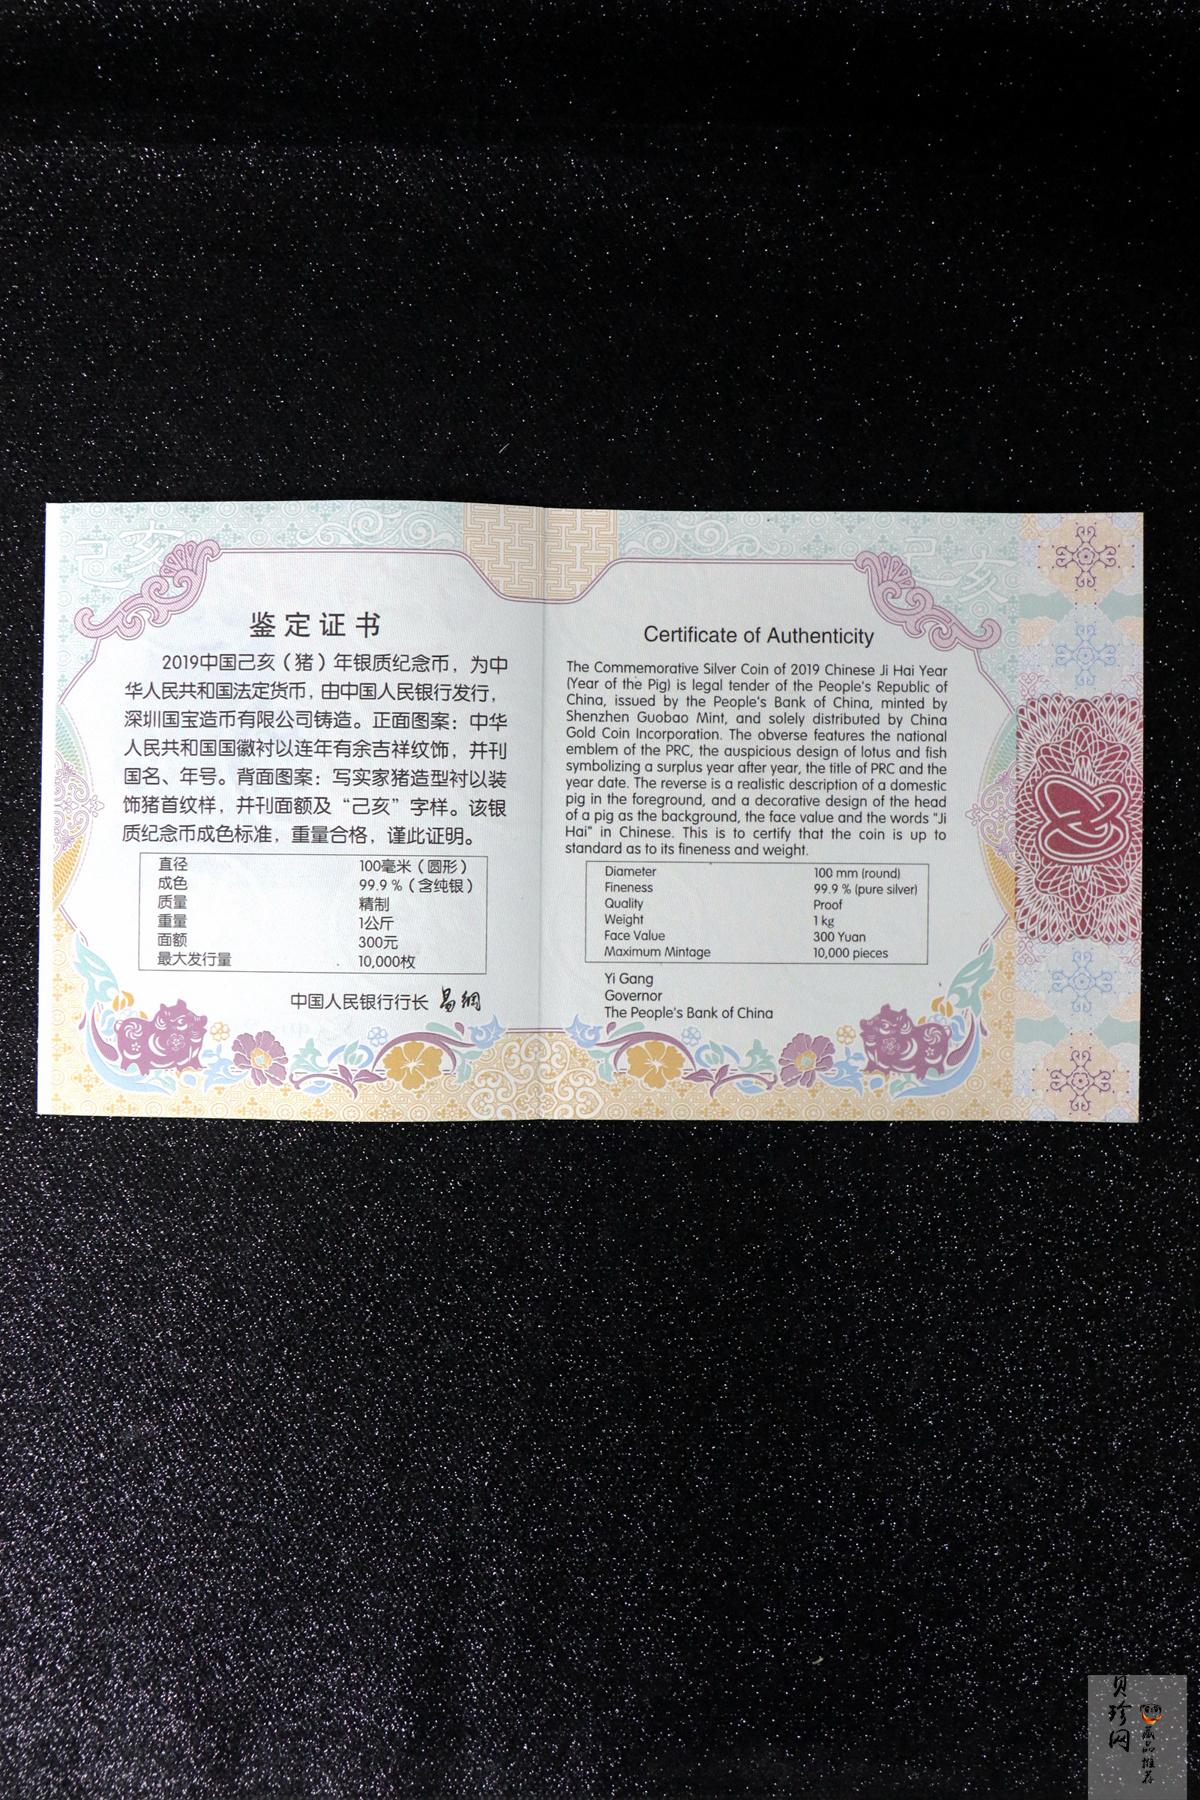 鉴定证书
2019中国己亥（猪）年银质纪念币，为中
华人民共和国法定货币，由中国人民银行发行，
深圳国宝造币有限公司铸造。正面图案：中华
人民共和国国徽衬以连年有余吉祥纹饰，并刊
国名、年号。背面图案：写实家猪造型衬以装
饰猪首纹样，并刊面额及“己亥”字样。该银
质纪念币成色标准，重量合格，谨此证明。
直径 100毫米（圆形）
成色 99.9%（含纯银）
质量 精制
重量 1公斤
面额 300元
最大发行量 10,000枚
中国人民银行行长 易纲
Certificate of Authenticity
The Commemorative Silver Coin of 2019 Chinese Ji Hai Year
(Year of the Pig) is legal tender of the People's Republic of
China, issued by the People's Bank of China, minted by
Shenzhen Guobao Mint, and solely distributed by China
Gold Coin Incorporation. The obverse features the national
emblem of the PRC, the auspicious design of lotus and fish
symbolizing a surplus year after year, the title of PRC and the
year date. The reverse is a realistic description of a domestic
pig in the foreground, and a decorative design of the head
of a pig as the background, the face value and the words "Ji
Hai" in Chinese. This is to certify that the coin is up to
standard as to its fineness and weight.
Diameter 100 mm (round)
Fineness 99.9 % (pure silver)
Quality Proof
Weight 1 kg
Face Value 300 Yuan
Maximum Mintage 10,000 pieces
Yi Gang
Governor
The People's Bank of China
己亥
己亥
贝珍网
藏品推荐